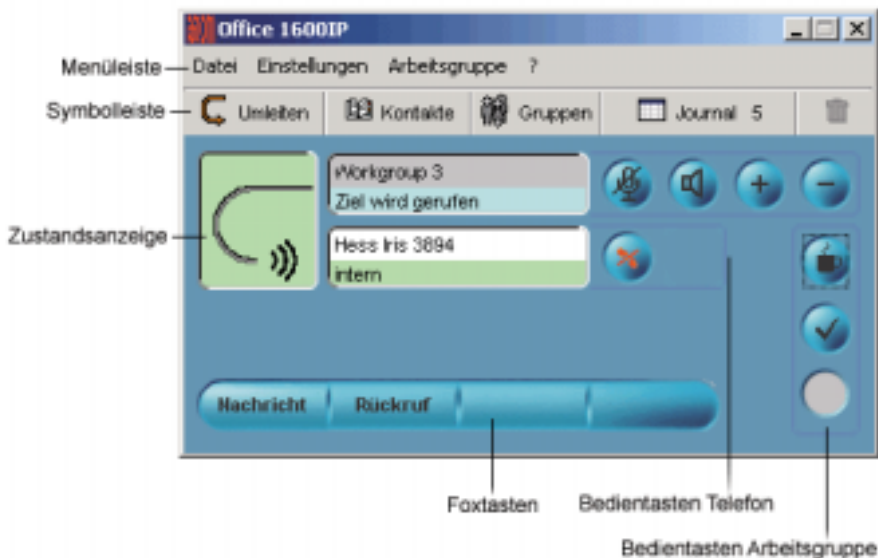 Office 1600IP
Menüleiste
Datei Einstellungen Arbeitsgruppe ?
Symbolleiste
Umleiten Kontakte Gruppen Journal 5
Workgroup 3
Ziel wird gerufen
Zustandsanzeige
Hess Iris 3894
intern
Nachricht Rückruf
Foxtasten Bedientasten Telefon
Bedientasten Arbeitsgruppe